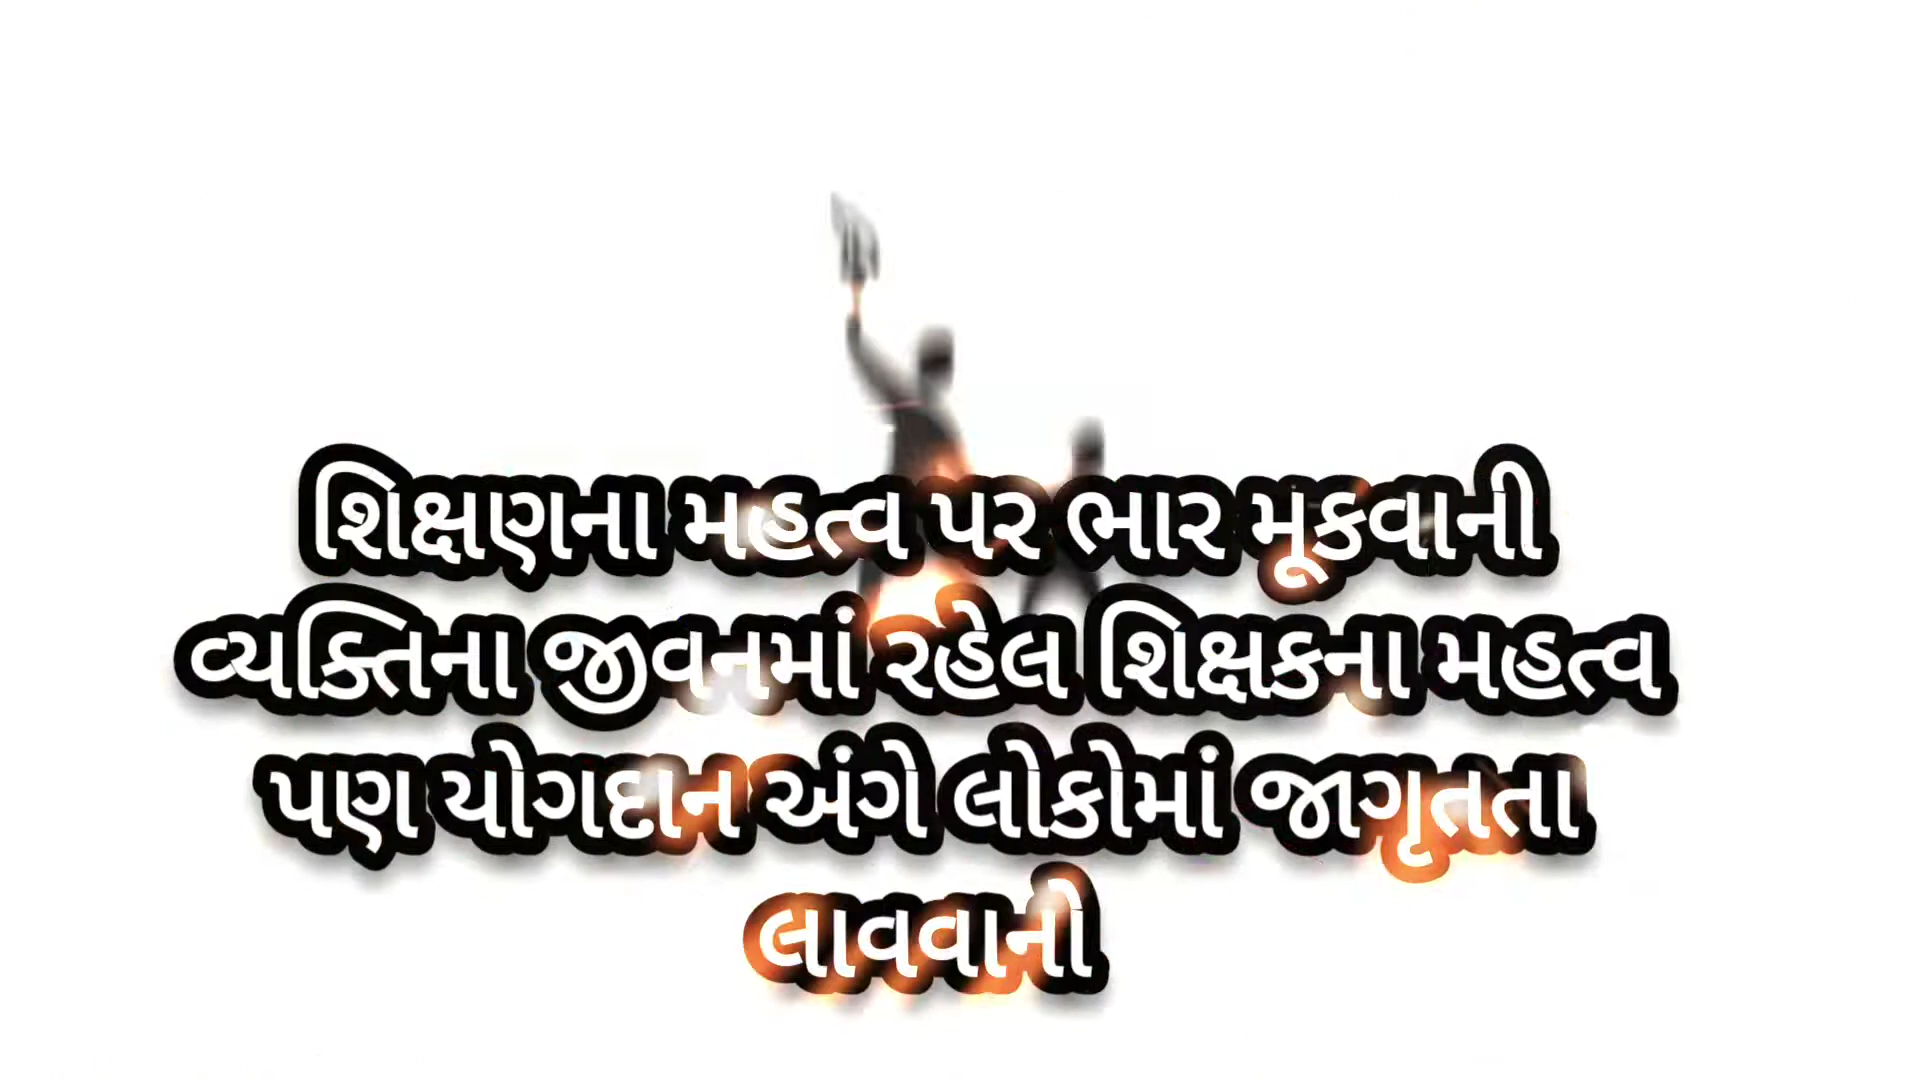 શિક્ષણના મહત્વ પર ભાર મૂકવાની
વ્યક્તિના જીવનમાં રહેલ શિક્ષકના મહત્વ
પણ યોગદાન અંગે લોકોમાં જાગૃતતા
લાવવાનો